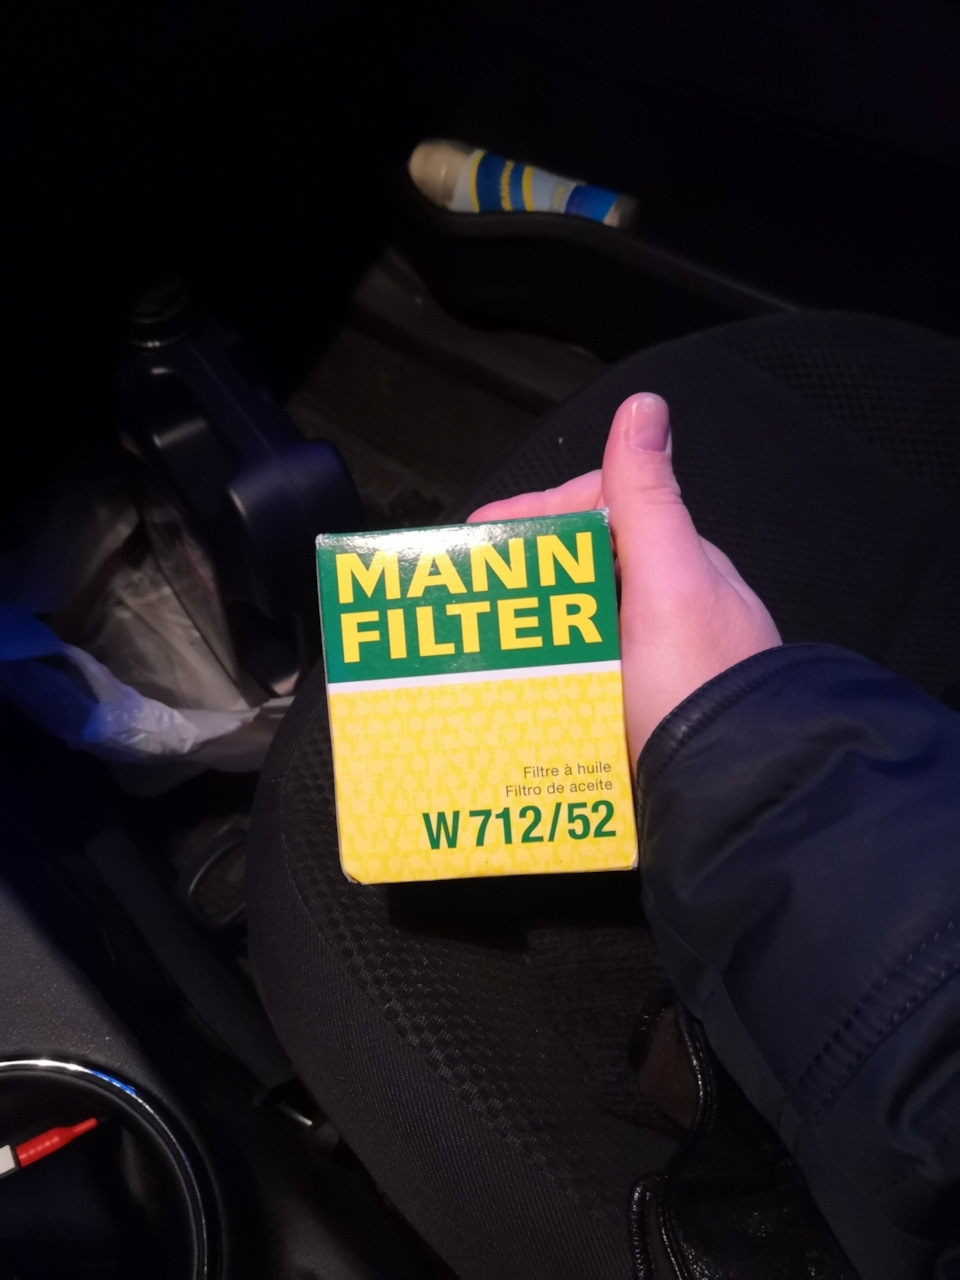 MANN
FILTER
Filtre à huile
Filtro de aceite
W 712/52